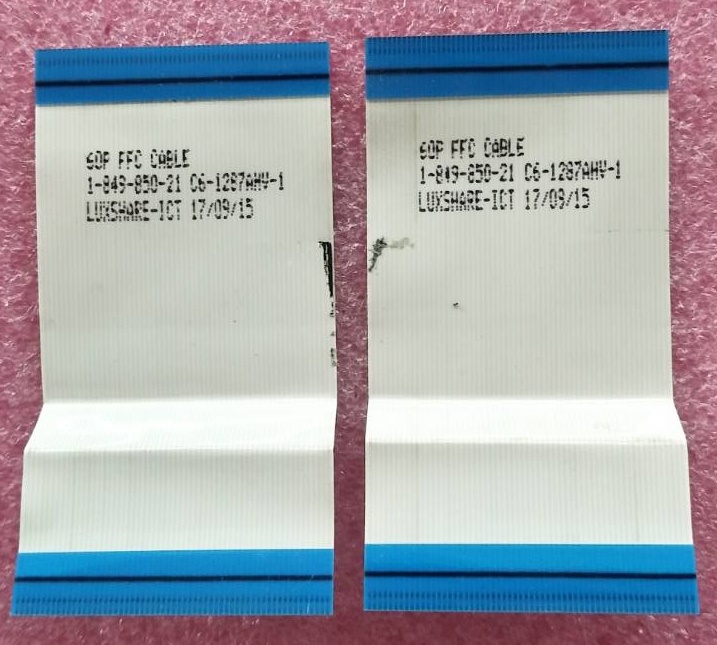 60P FFC CABLE
1-849-850-21 C6-1287AHV-1
LUXSHARE-ICT 17/09/15
60P FFC CABLE
1-849-850-21 C6-1287AHV-1
LUXSHARE-ICT 17/09/15